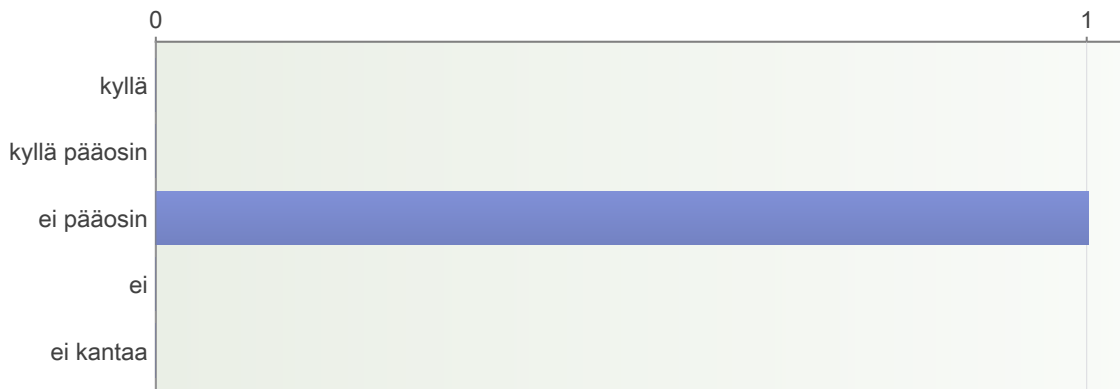 0 1
kyllä
kyllä pääosin
ei pääosin
ei
ei kantaa